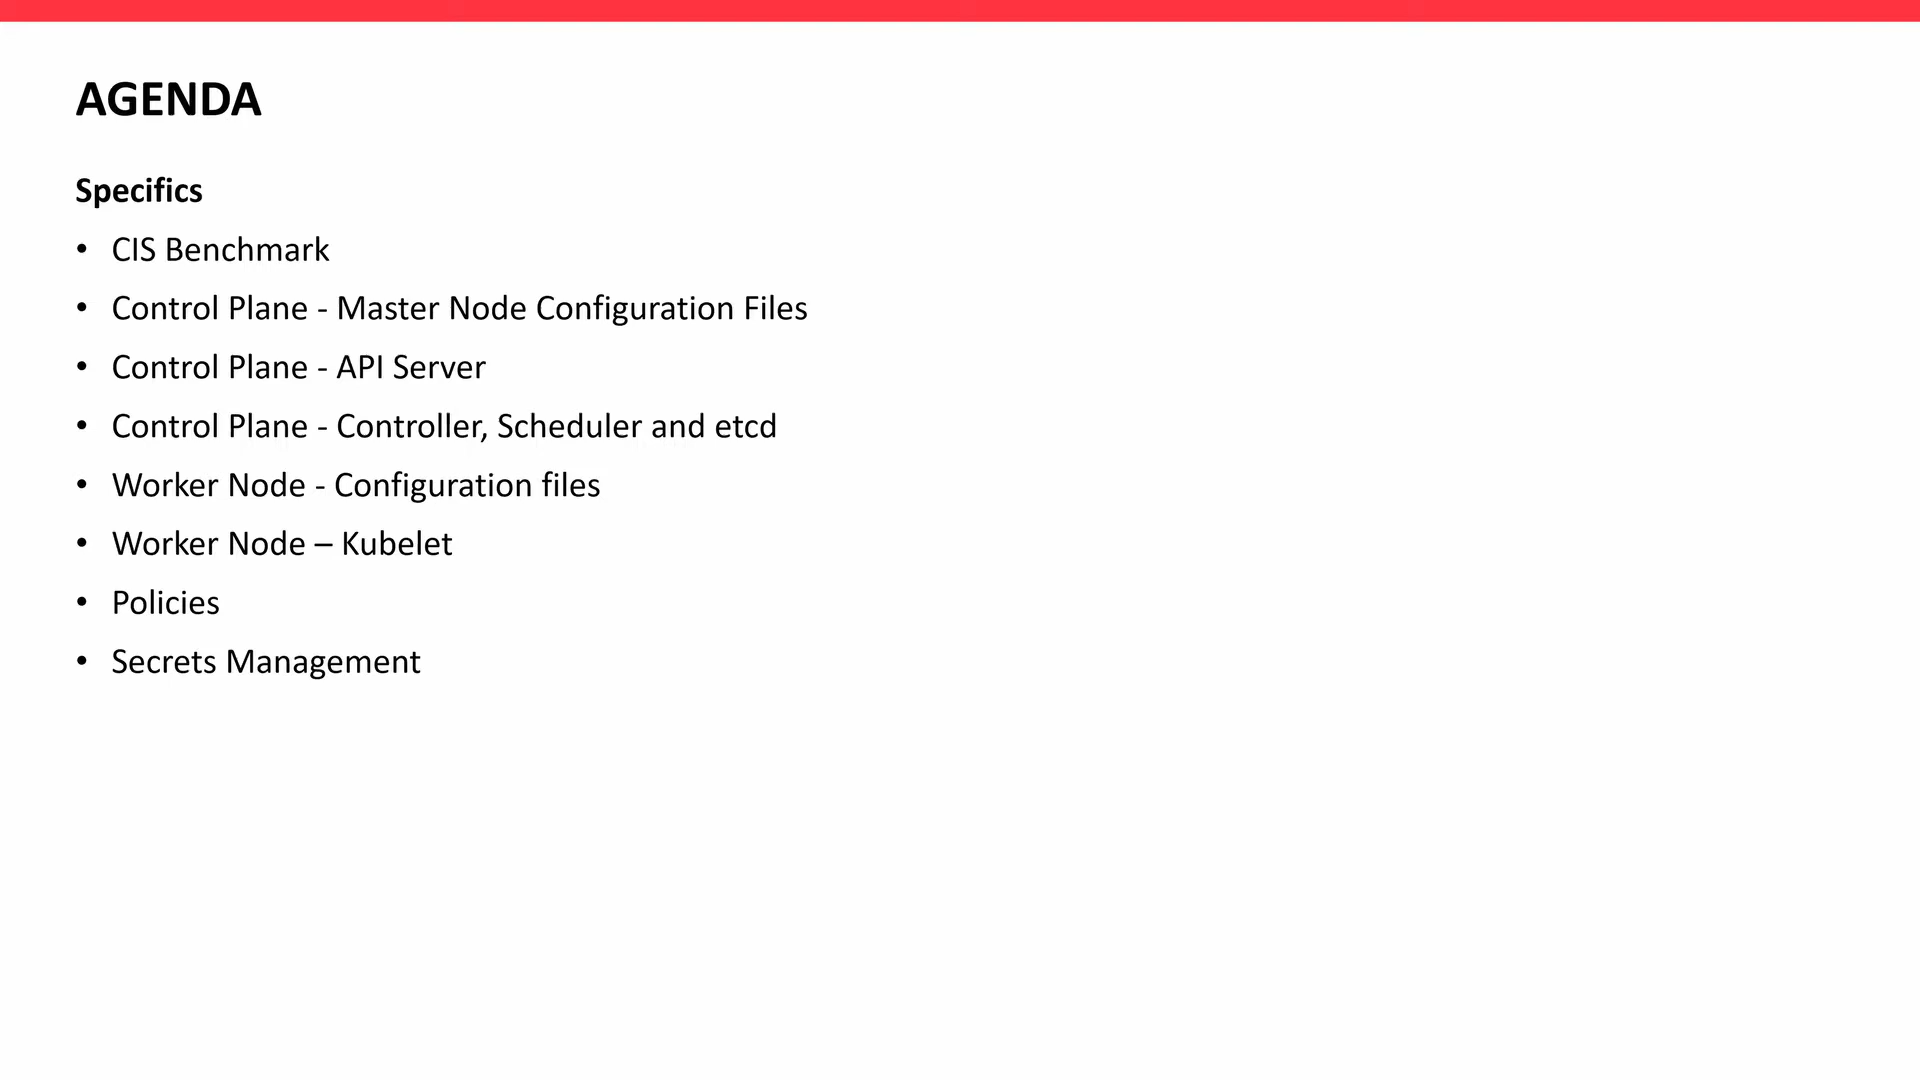 AGENDA
Specifics
• CIS Benchmark
• Control Plane - Master Node Configuration Files
• Control Plane - API Server
• Control Plane - Controller, Scheduler and etcd
• Worker Node - Configuration files
• Worker Node – Kubelet
• Policies
• Secrets Management